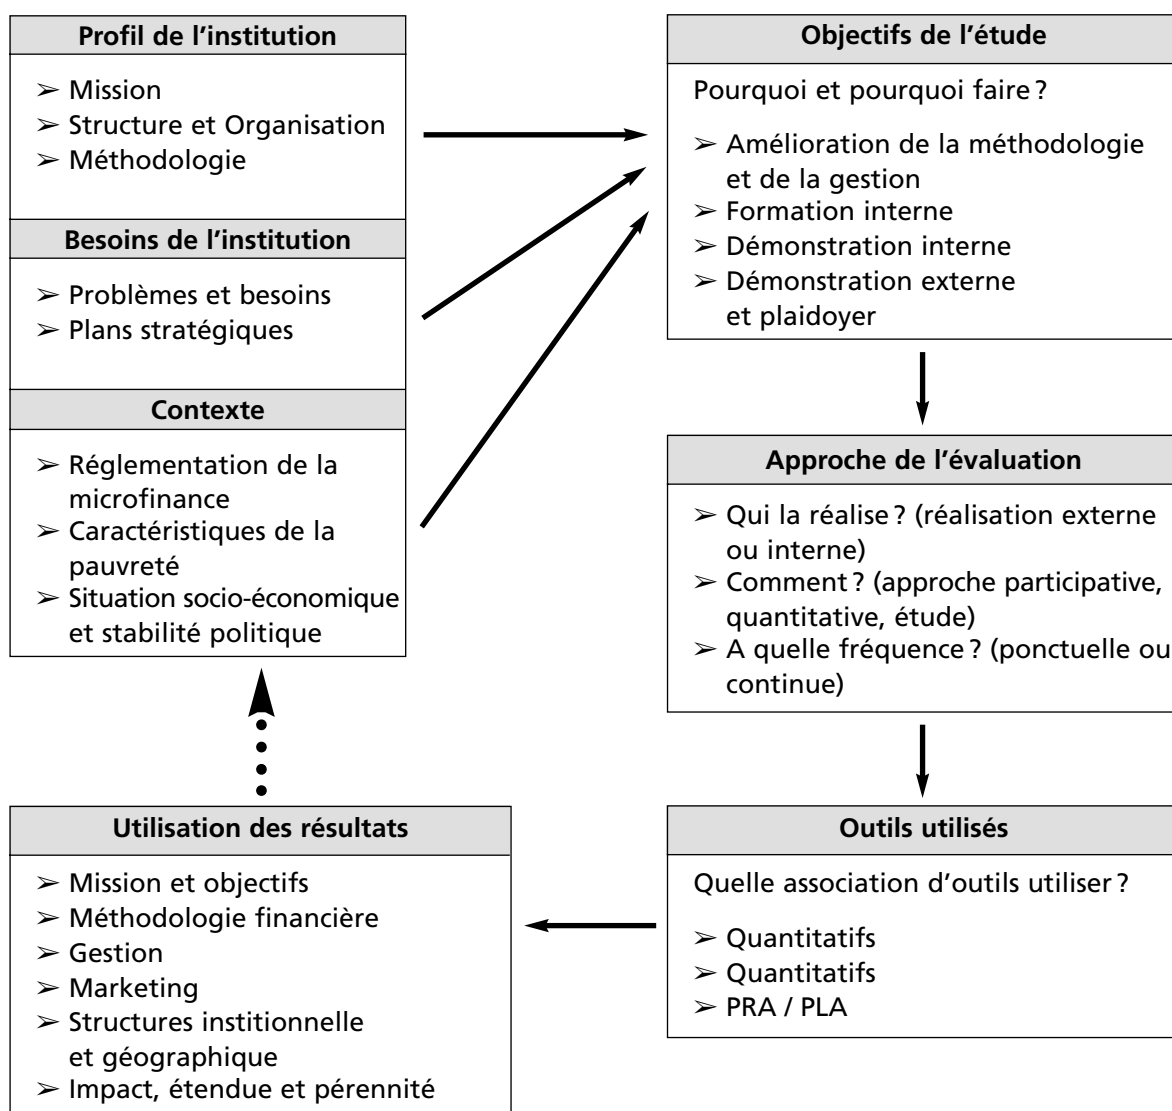 Profil de l'institution
➢ Mission
➢ Structure et Organisation
➢ Méthodologie
Besoins de l'institution
➢ Problèmes et besoins
➢ Plans stratégiques
Contexte
➢ Réglementation de la
microfinance
➢ Caractéristiques de la
pauvreté
➢ Situation socio-économique
et stabilité politique
Objectifs de l'étude
Pourquoi et pourquoi faire ?
➢ Amélioration de la méthodologie
et de la gestion
➢ Formation interne
➢ Démonstration interne
➢ Démonstration externe
et plaidoyer
Approche de l'évaluation
➢ Qui la réalise ? (réalisation externe
ou interne)
➢ Comment ? (approche participative,
quantitative, étude)
➢ A quelle fréquence ? (ponctuelle ou
continue)
Outils utilisés
Quelle association d'outils utiliser ?
➢ Quantitatifs
➢ Quantitatifs
➢ PRA / PLA
Utilisation des résultats
➢ Mission et objectifs
➢ Méthodologie financière
➢ Gestion
➢ Marketing
➢ Structures institionnelle
et géographique
➢ Impact, étendue et pérennité